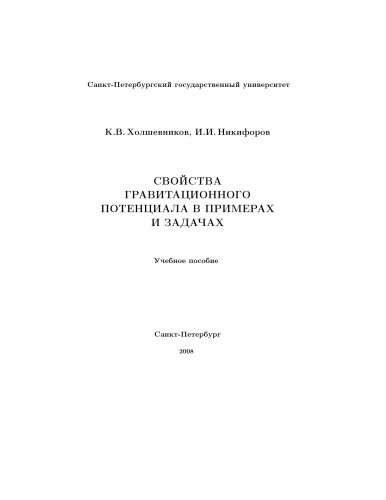 Санкт-Петербургский государственный университет
К.В. Холшевников, И.И. Никифоров
СВОЙСТВА
ГРАВИТАЦИОННОГО
ПОТЕНЦИАЛА В ПРИМЕРАХ
И ЗАДАЧАХ
Учебное пособие
Санкт-Петербург
2008